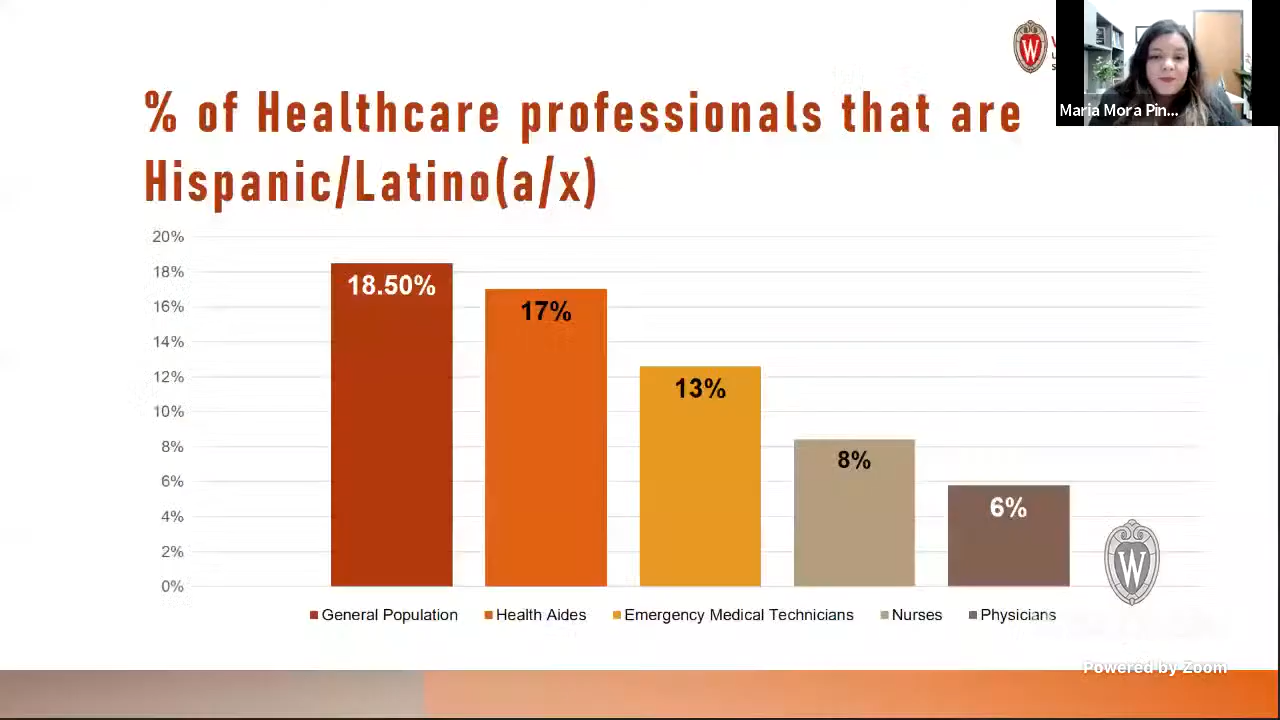 W
% of Healthcare professionals that are
Hispanic/Latino(a/x)
Maria Mora Pin...
20%
18%
16%
14%
12%
10%
8%
6%
4%
2%
0%
18.50%
17%
13%
8%
6%
W
General Population Health Aides Emergency Medical Technicians Nurses Physicians
Powered by Zoom